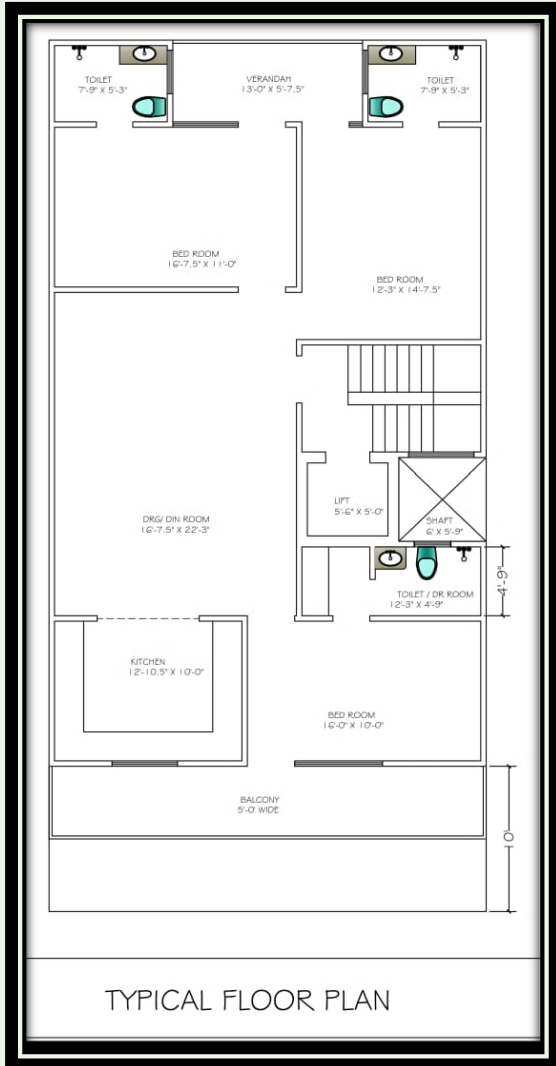 TOILET
7'-9" X 5'-3"
VERANDAH
13'-0" X 5'-7.5"
TOILET
7'-9" X 5'-3"
BED ROOM
16'-7.5" X 11'-0"
BED ROOM
12'-3" X 14'-7.5"
LIFT
5'-6" X 5'-0"
DRG/ DIN ROOM
16'-7.5" X 22'-3"
SHAFT
6' X 5'-9"
4'-9"
TOILET / DR ROOM
12'-3" X 4'-9"
KITCHEN
12'-10.5" X 10'-0"
BED ROOM
16'-0" X 10'-0"
BALCONY
5'-0' WIDE
10'
TYPICAL FLOOR PLAN